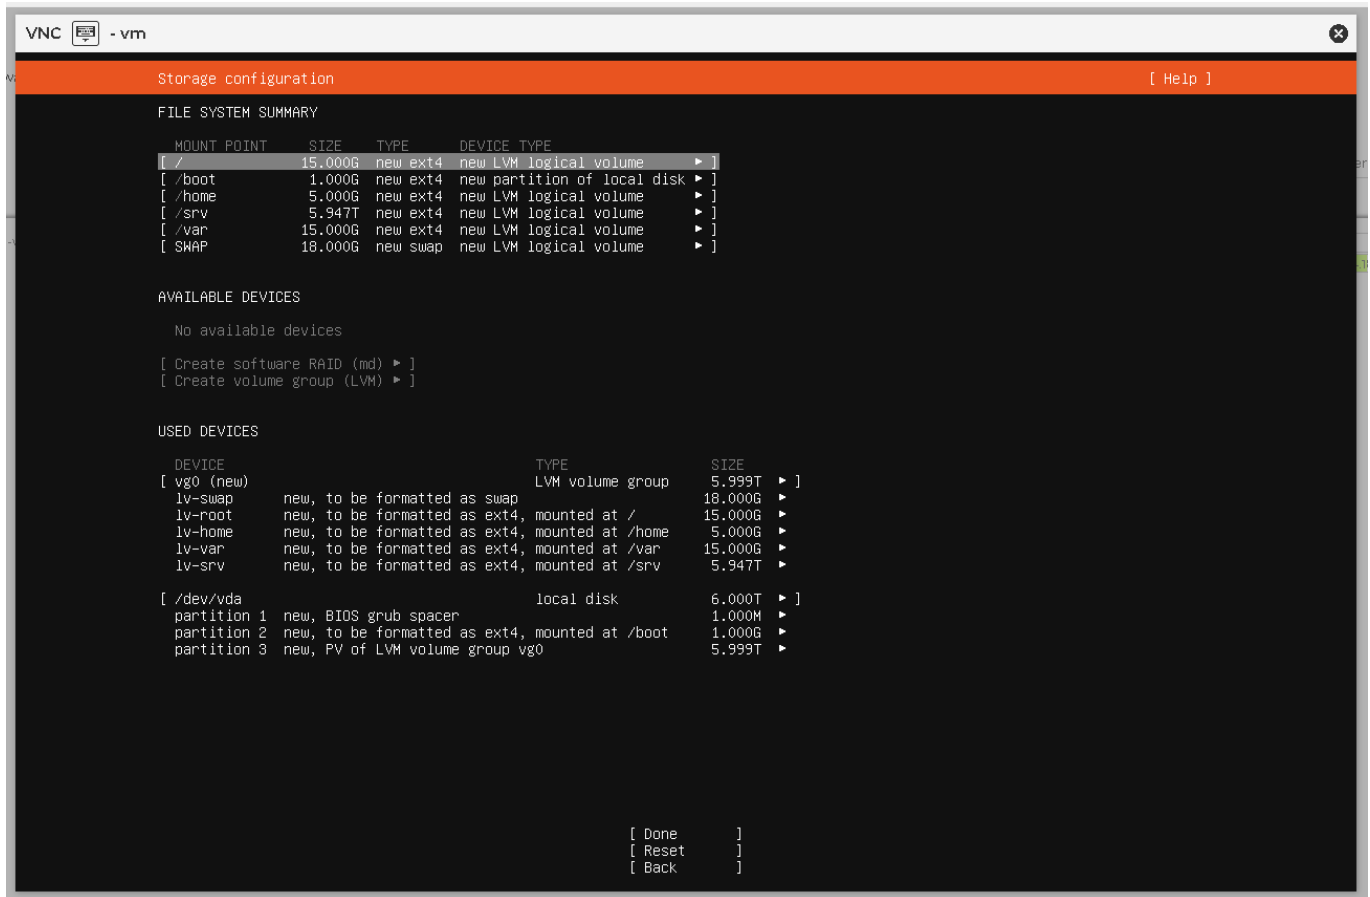 VNC - vm
Storage configuration [ Help ]
FILE SYSTEM SUMMARY
MOUNT POINT SIZE TYPE DEVICE TYPE
[ / 15.000G new ext4 new LVM logical volume ▸ ]
[ /boot 1.000G new ext4 new partition of local disk ▸ ]
[ /home 5.000G new ext4 new LVM logical volume ▸ ]
[ /srv 5.947T new ext4 new LVM logical volume ▸ ]
[ /var 15.000G new ext4 new LVM logical volume ▸ ]
[ SWAP 18.000G new swap new LVM logical volume ▸ ]
AVAILABLE DEVICES
No available devices
[ Create software RAID (md) ▸ ]
[ Create volume group (LVM) ▸ ]
USED DEVICES
DEVICE TYPE SIZE
[ vg0 (new) LVM volume group 5.999T ▸ ]
lv-swap new, to be formatted as swap 18.000G ▸
lv-root new, to be formatted as ext4, mounted at / 15.000G ▸
lv-home new, to be formatted as ext4, mounted at /home 5.000G ▸
lv-var new, to be formatted as ext4, mounted at /var 15.000G ▸
lv-srv new, to be formatted as ext4, mounted at /srv 5.947T ▸
[ /dev/vda local disk 6.000T ▸ ]
partition 1 new, BIOS grub spacer 1.000M ▸
partition 2 new, to be formatted as ext4, mounted at /boot 1.000G ▸
partition 3 new, PV of LVM volume group vg0 5.999T ▸
[ Done ]
[ Reset ]
[ Back ]